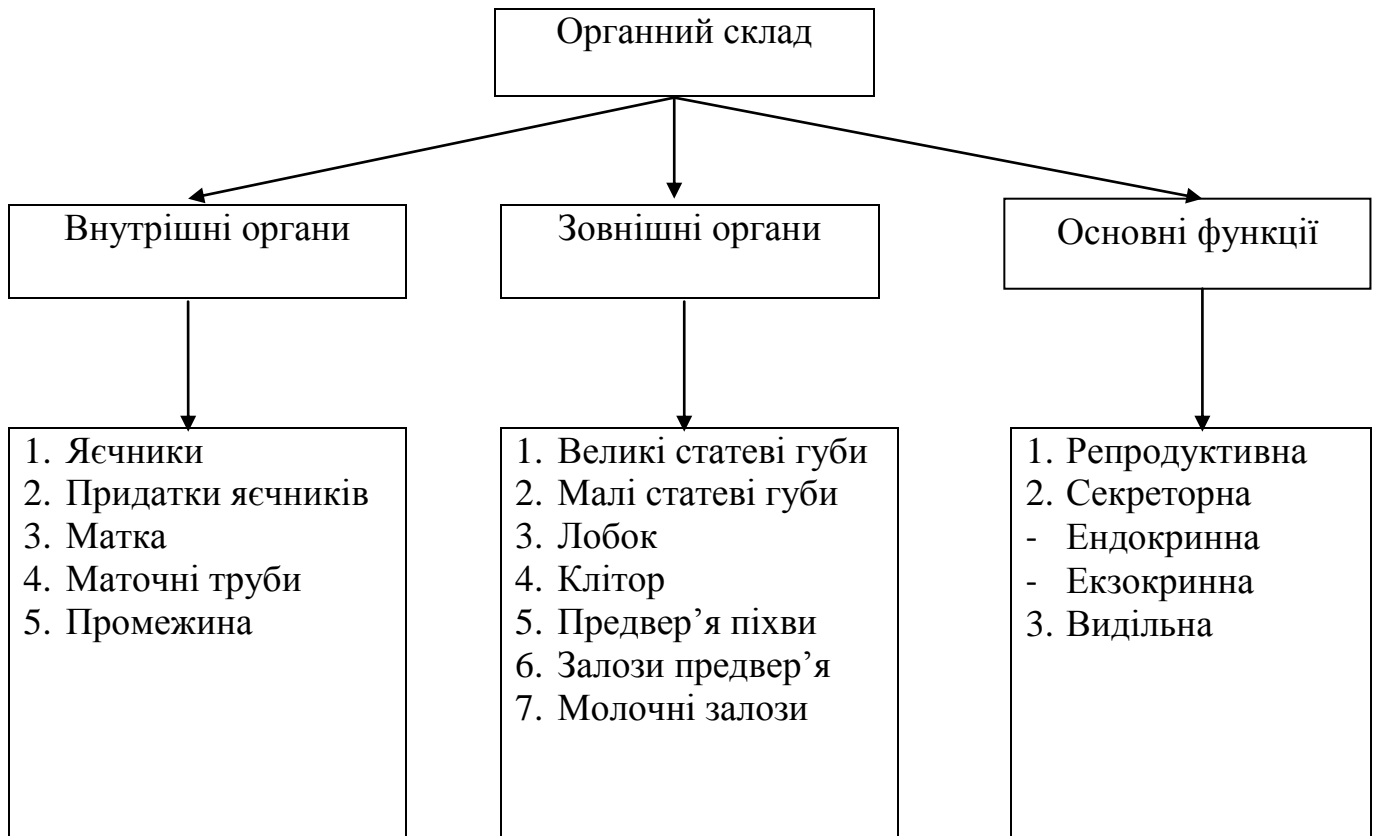 Органний склад
Внутрішні органи
Зовнішні органи
Основні функції
1. Яєчники
2. Придатки яєчників
3. Матка
4. Маточні труби
5. Промежина
1. Великі статеві губи
2. Малі статеві губи
3. Лобок
4. Клітор
5. Предвер’я піхви
6. Залози предвер’я
7. Молочні залози
1. Репродуктивна
2. Секреторна
- Ендокринна
- Екзокринна
3. Видільна